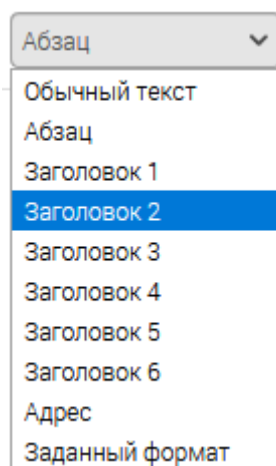 Абзац
Обычный текст
Абзац
Заголовок 1
Заголовок 2
Заголовок 3
Заголовок 4
Заголовок 5
Заголовок 6
Адрес
Заданный формат